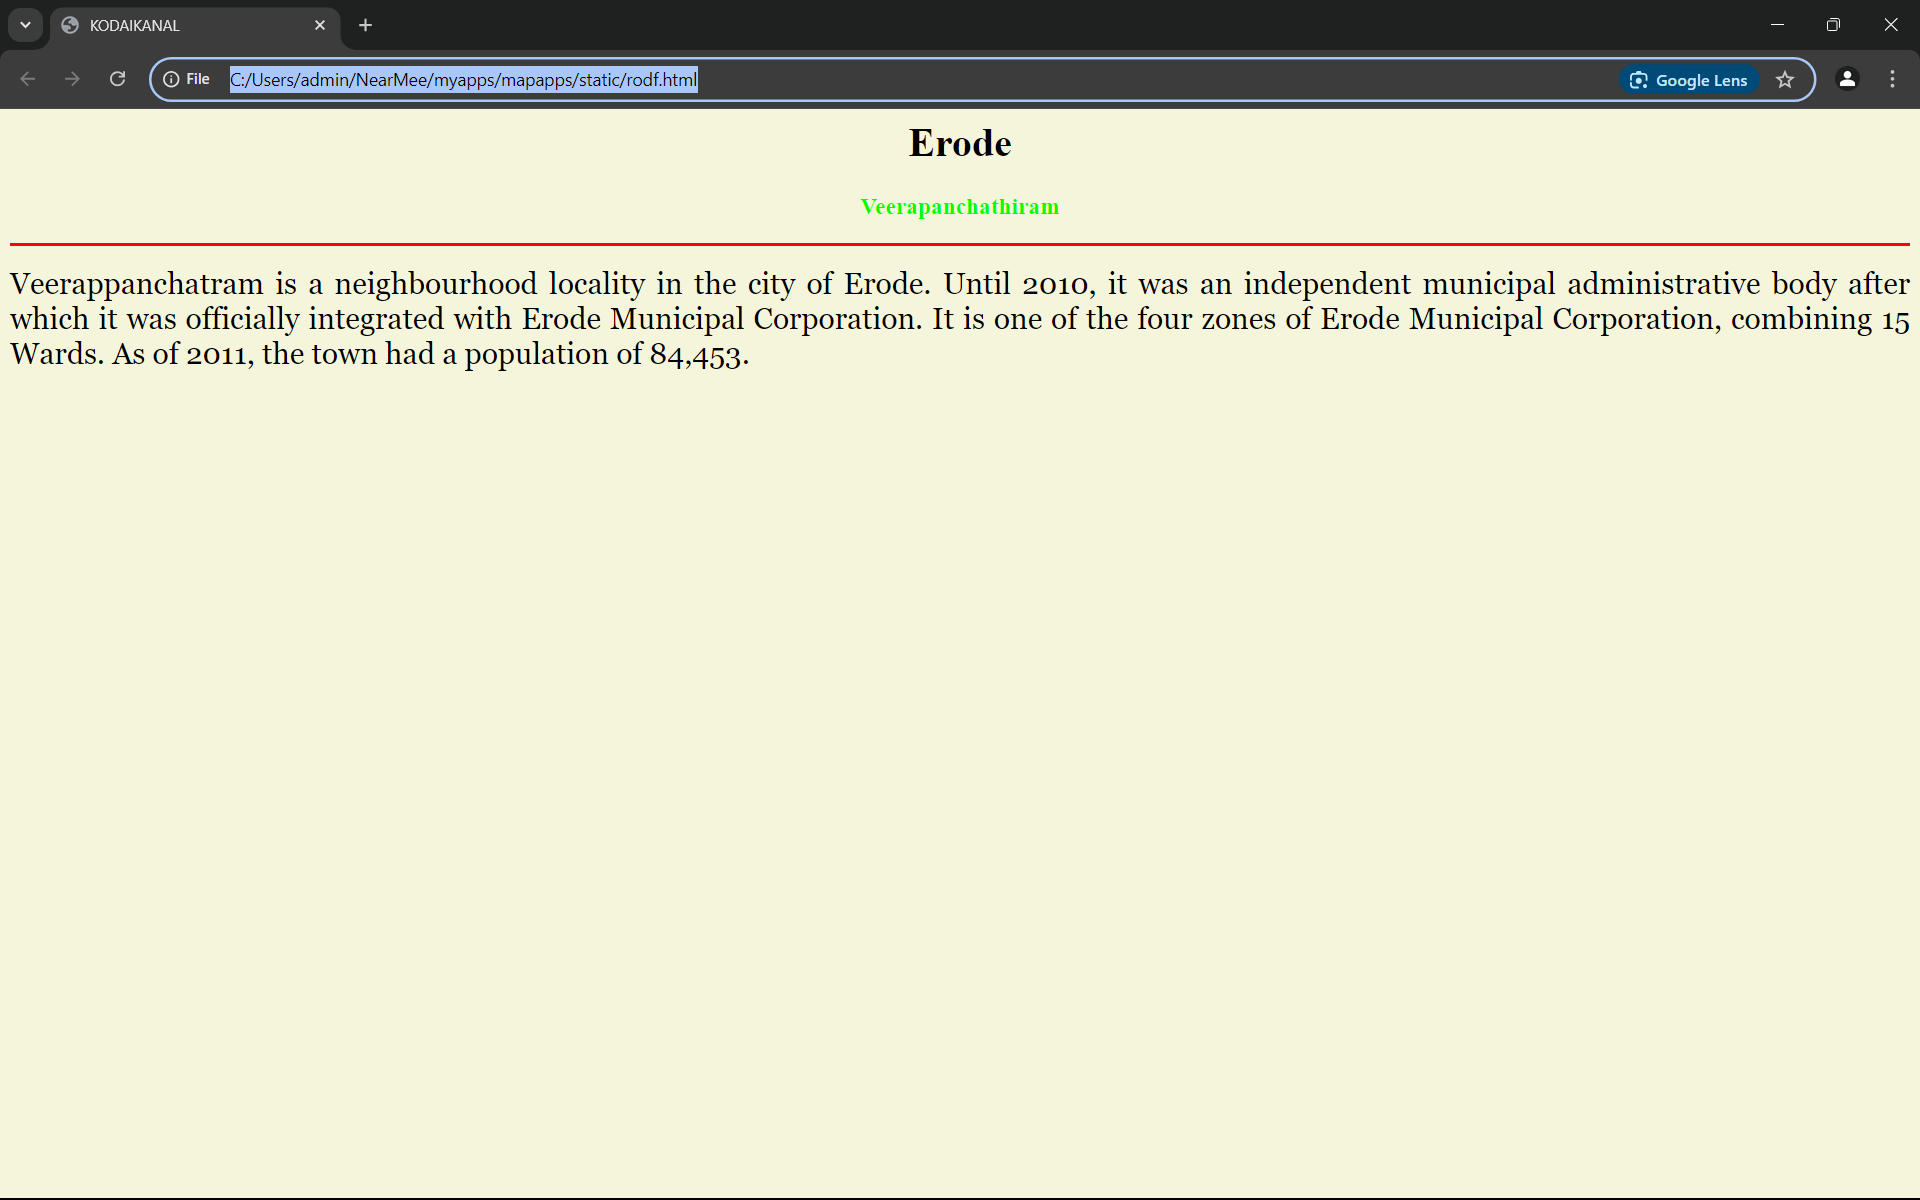 KODAIKANAL
File
C:/Users/admin/NearMee/myapps/mapapps/static/rodf.html
Google Lens
Erode
Veerapanchathiram
Veerappanchatram is a neighbourhood locality in the city of Erode. Until 2010, it was an independent municipal administrative body after
which it was officially integrated with Erode Municipal Corporation. It is one of the four zones of Erode Municipal Corporation, combining 15
Wards. As of 2011, the town had a population of 84,453.